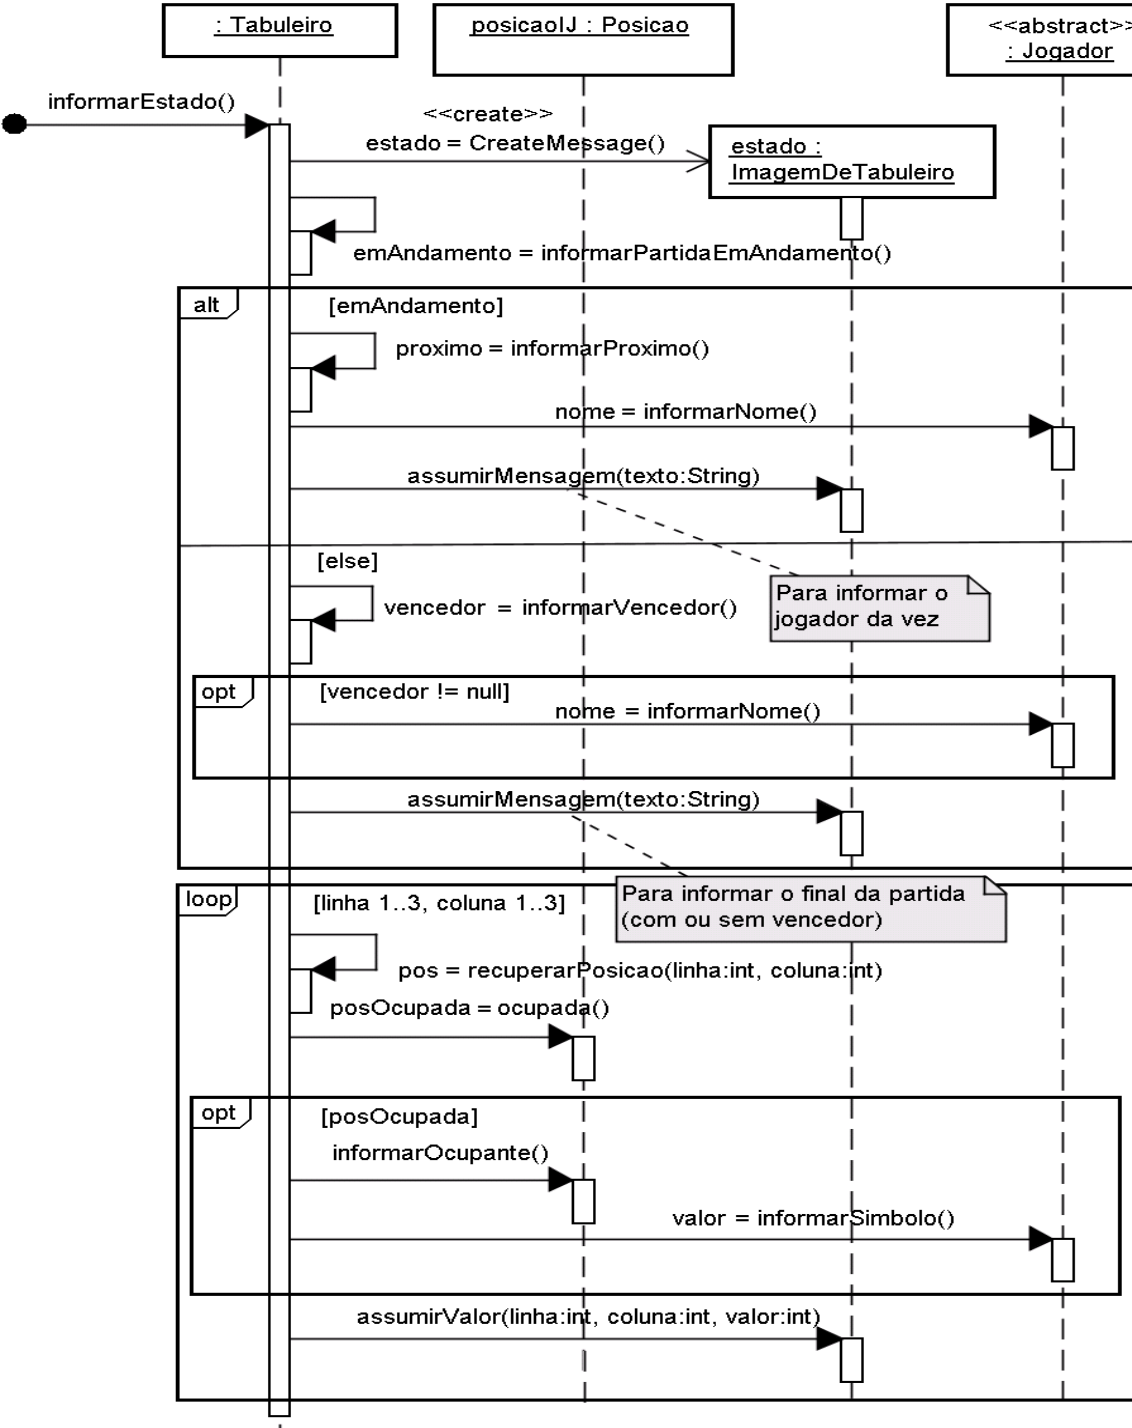 : Tabuleiro
posicaoIJ : Posicao
<<abstract>>
: Jogador
informarEstado()
<<create>>
estado = CreateMessage()
estado :
ImagemDeTabuleiro
emAndamento = informarPartidaEmAndamento()
alt
[emAndamento]
proximo = informarProximo()
nome = informarNome()
assumirMensagem(texto:String)
[else]
vencedor = informarVencedor()
Para informar o
jogador da vez
opt
[vencedor != null]
nome = informarNome()
assumirMensagem(texto:String)
loop
[linha 1..3, coluna 1..3]
Para informar o final da partida
(com ou sem vencedor)
pos = recuperarPosicao(linha:int, coluna:int)
posOcupada = ocupada()
opt
[posOcupada]
informarOcupante()
valor = informarSimbolo()
assumirValor(linha:int, coluna:int, valor:int)